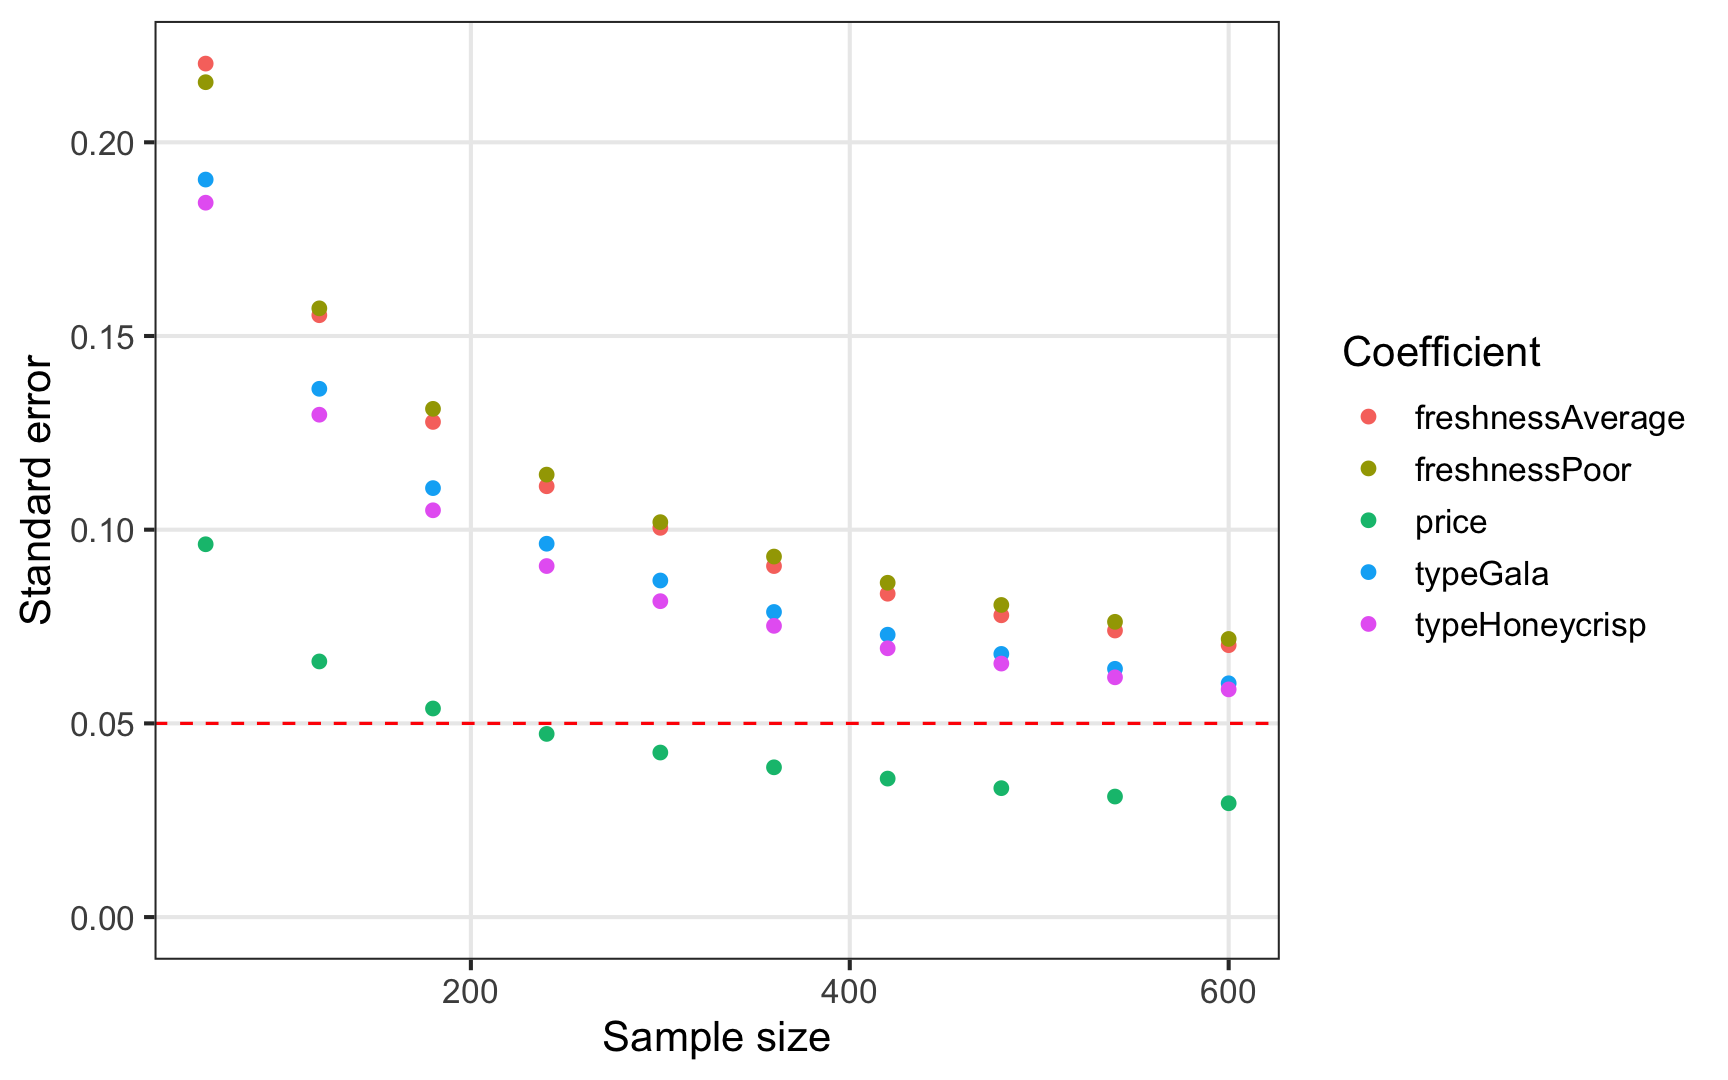 0.20
0.15
0.10
0.05
0.00
Standard error
200 400 600
Sample size
Coefficient
freshnessAverage
freshnessPoor
price
typeGala
typeHoneycrisp